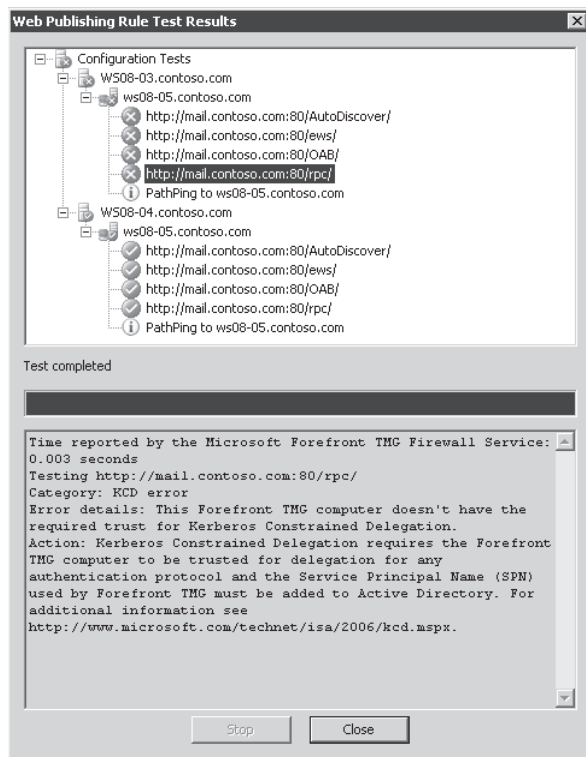 Web Publishing Rule Test Results
Configuration Tests
WS08-03.contoso.com
ws08-05.contoso.com
http://mail.contoso.com:80/AutoDiscover/
http://mail.contoso.com:80/ews/
http://mail.contoso.com:80/OAB/
http://mail.contoso.com:80/rpc/
PathPing to ws08-05.contoso.com
WS08-04.contoso.com
ws08-05.contoso.com
http://mail.contoso.com:80/AutoDiscover/
http://mail.contoso.com:80/ews/
http://mail.contoso.com:80/OAB/
http://mail.contoso.com:80/rpc/
PathPing to ws08-05.contoso.com
Test completed
Time reported by the Microsoft Forefront TMG Firewall Service:
0.003 seconds
Testing http://mail.contoso.com:80/rpc/
Category: KCD error
Error details: This Forefront TMG computer doesn't have the
required trust for Kerberos Constrained Delegation.
Action: Kerberos Constrained Delegation requires the Forefront
TMG computer to be trusted for delegation for any
authentication protocol and the Service Principal Name (SPN)
used by Forefront TMG must be added to Active Directory. For
additional information see
http://www.microsoft.com/technet/isa/2006/kcd.mspx.
Stop
Close